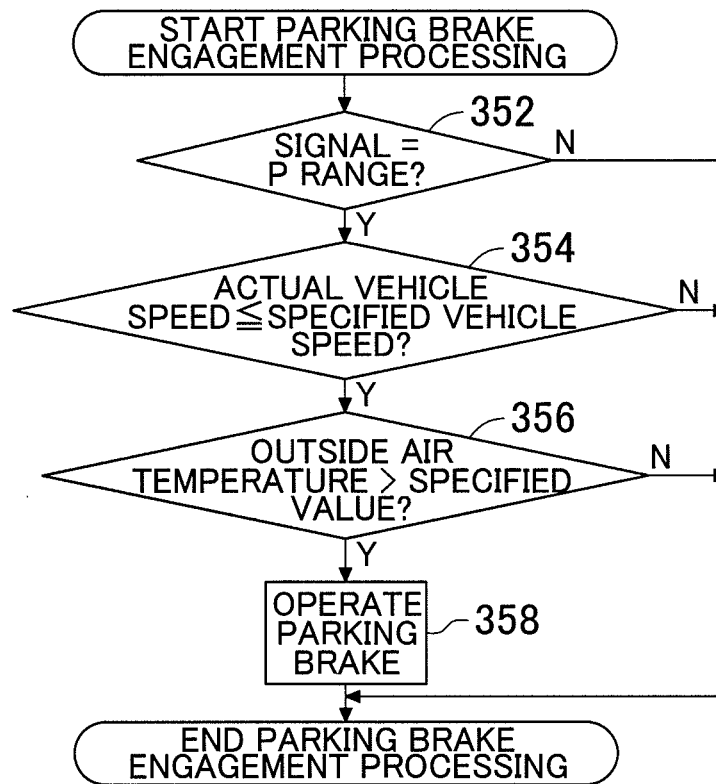 START PARKING BRAKE
ENGAGEMENT PROCESSING
352
SIGNAL =
P RANGE?
N
Y
354
ACTUAL VEHICLE
SPEED≦SPECIFIED VEHICLE
SPEED?
N
Y
356
OUTSIDE AIR
TEMPERATURE > SPECIFIED
VALUE?
N
Y
OPERATE
PARKING
BRAKE
358
END PARKING BRAKE
ENGAGEMENT PROCESSING